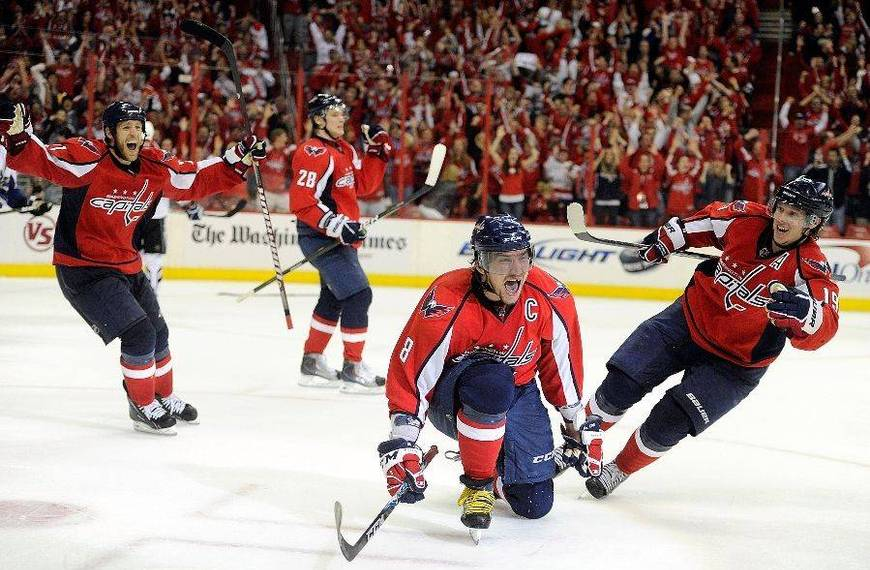 28
capitals
VS
The Washington Times
LIGHT
capitals
A
C
8
capitals
19
BAUER
CCM